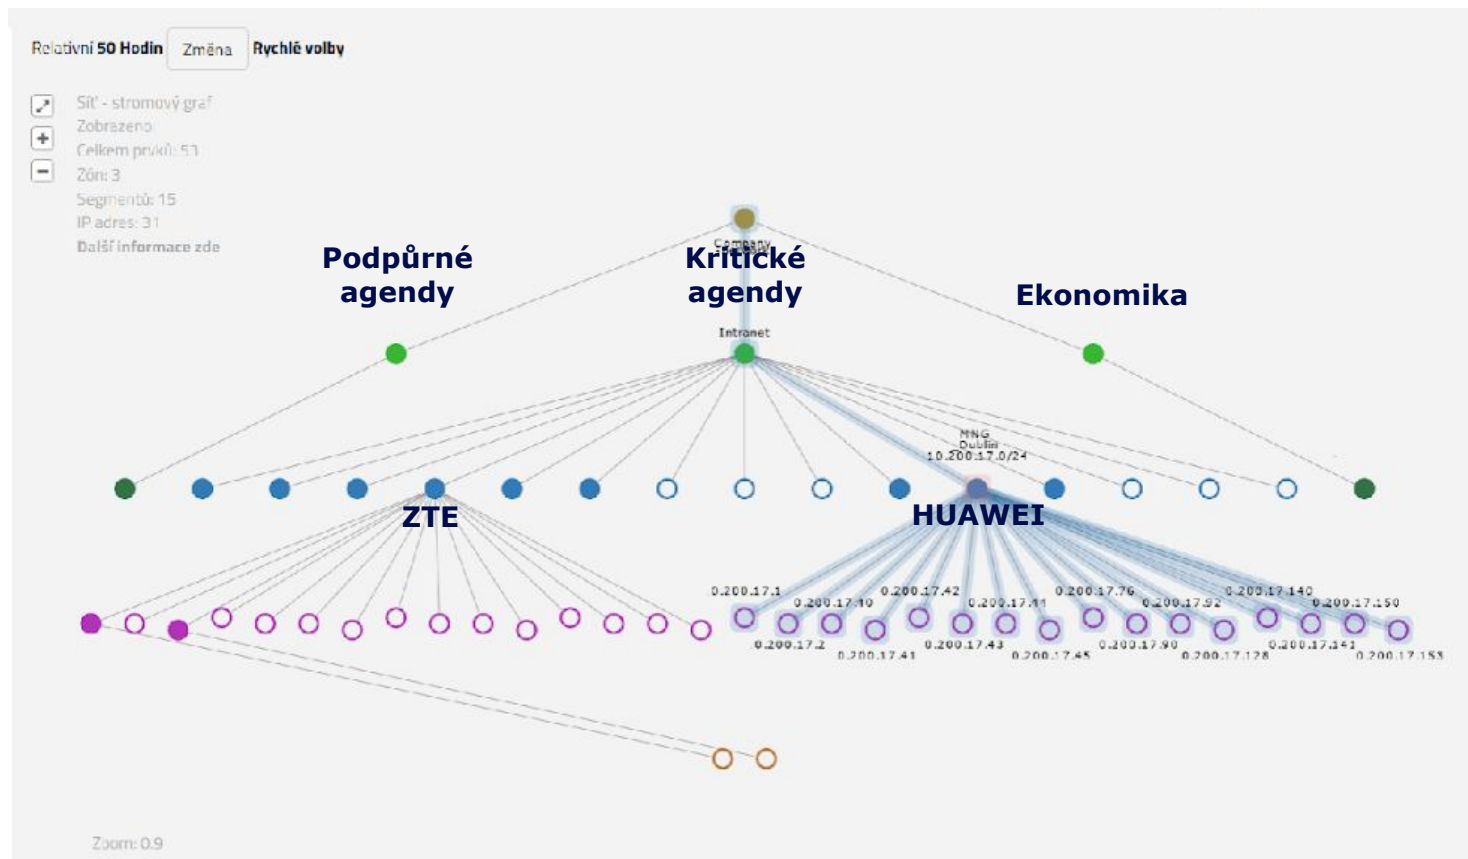 Relativní 50 Hodin Změna Rychlé volby
Síť - stromový graf
Zobrazeno
Celkem prvků: 53
Zón: 3
Segmentů: 15
IP adres: 31
Další informace zde
Company
Podpůrné
agendy
Kritické
agendy
Ekonomika
Intranet
MNG
Dublin
10.200.17.0/24
ZTE
HUAWEI
0.200.17.1
0.200.17.2
0.200.17.40
0.200.17.41
0.200.17.42
0.200.17.43
0.200.17.44
0.200.17.45
0.200.17.76
0.200.17.90
0.200.17.92
0.200.17.128
0.200.17.140
0.200.17.141
0.200.17.150
0.200.17.153
Zoom: 0.9